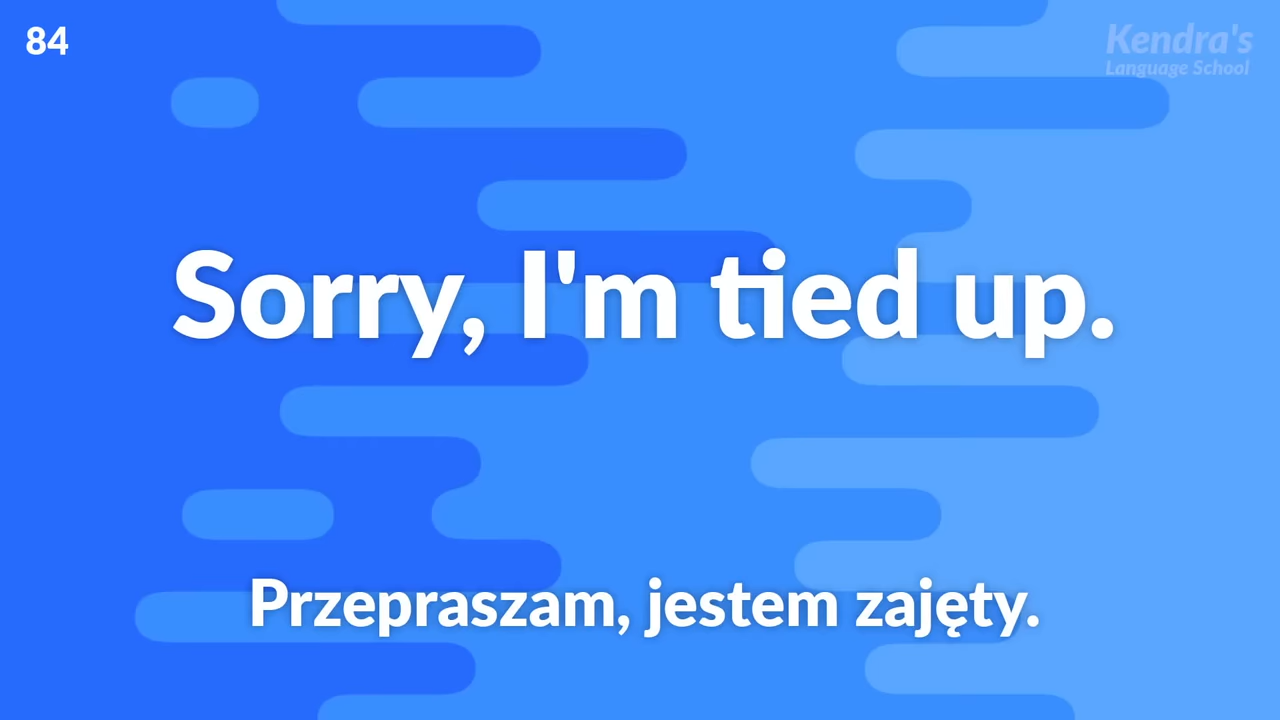 84
Kendra's
Language School
Sorry, I'm tied up.
Przepraszam, jestem zajęty.